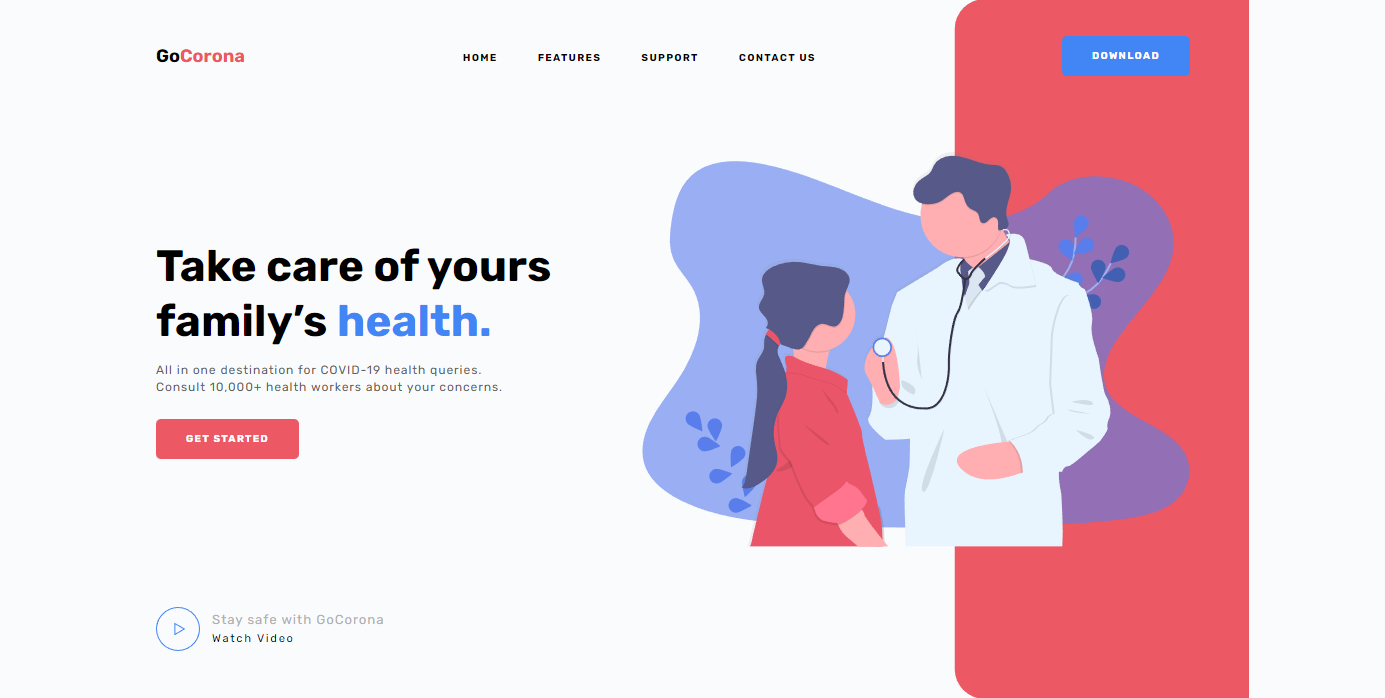 GoCorona
HOME FEATURES SUPPORT CONTACT US
DOWNLOAD
Take care of yours
family’s health.
All in one destination for COVID-19 health queries.
Consult 10,000+ health workers about your concerns.
GET STARTED
Stay safe with GoCorona
Watch Video